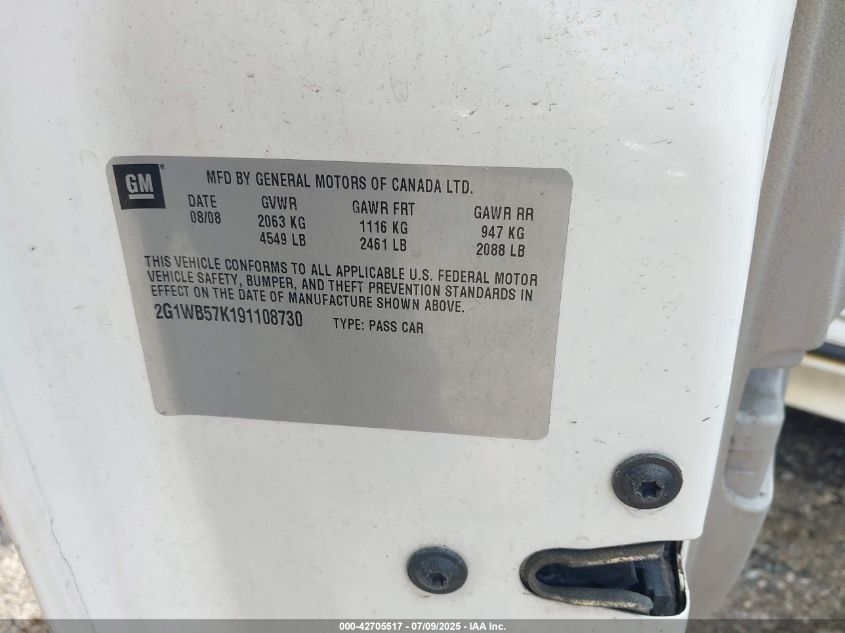 GM
MFD BY GENERAL MOTORS OF CANADA LTD.
DATE GVWR GAWR FRT GAWR RR
08/08 2063 KG 1116 KG 947 KG
4549 LB 2461 LB 2088 LB
THIS VEHICLE CONFORMS TO ALL APPLICABLE U.S. FEDERAL MOTOR
VEHICLE SAFETY, BUMPER, AND THEFT PREVENTION STANDARDS IN
EFFECT ON THE DATE OF MANUFACTURE SHOWN ABOVE.
2G1WB57K191108730 TYPE: PASS CAR
000-42705517 - 07/09/2025 - IAA Inc.